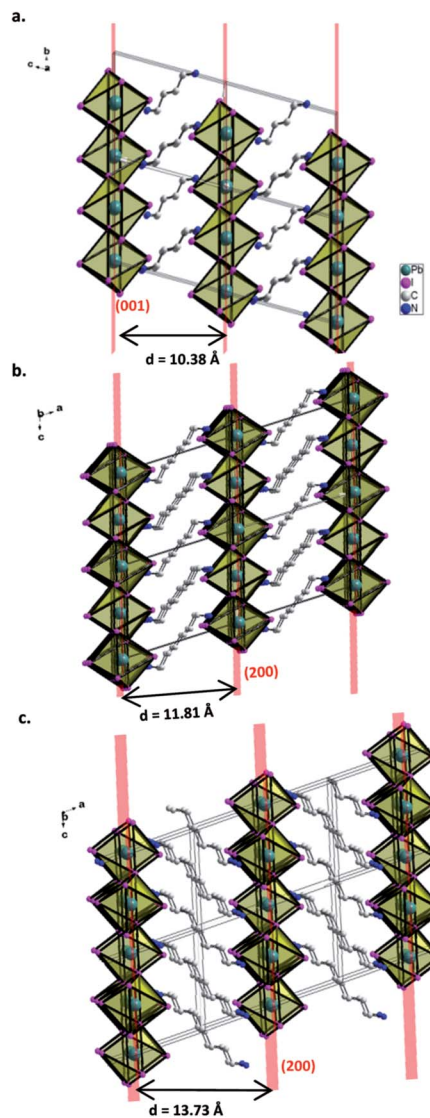 a.
b
c a
Pb
I
C
N
(001)
d = 10.38 Å
b.
b a
c
(200)
d = 11.81 Å
c.
b a
c
(200)
d = 13.73 Å